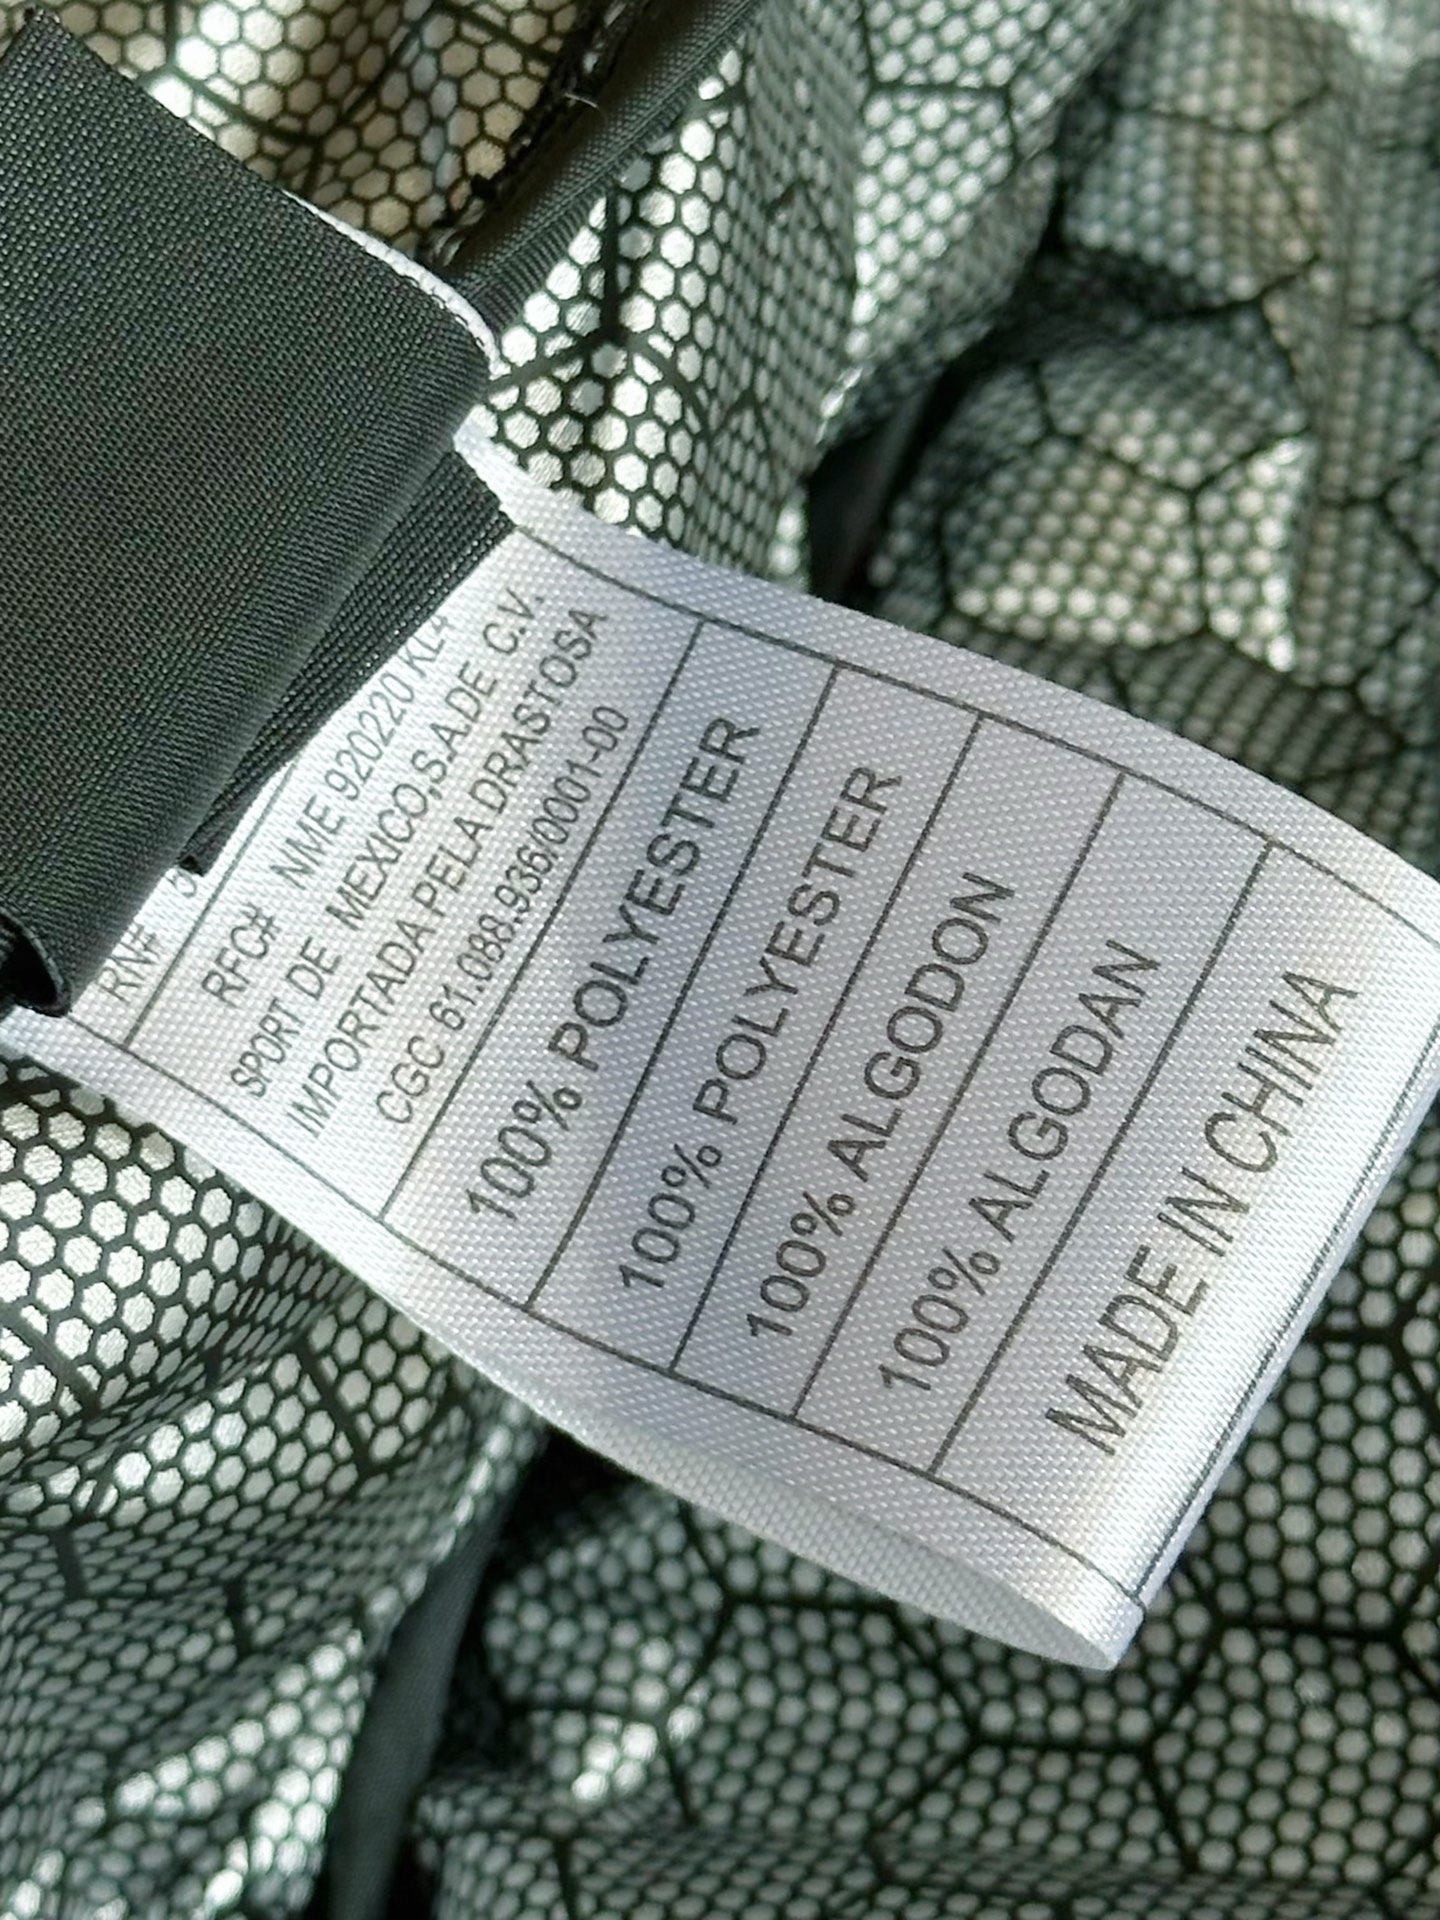 RN#
RFC# NME 920220 KL4
SPORT DE MEXICO,S.A.DE C.V.
IMPORTADA PELA DRASTOSA
CGC 61.088.936/0001-00
100% POLYESTER
100% POLYESTER
100% ALGODON
100% ALGODAN
MADE IN CHINA